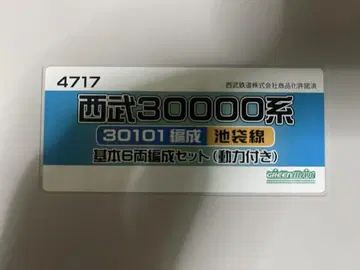 4717 西武鉄道株式会社商品化許諾済
西武30000系
30101編成 池袋線
基本6両編成セット(動力付き)
GREENMAX